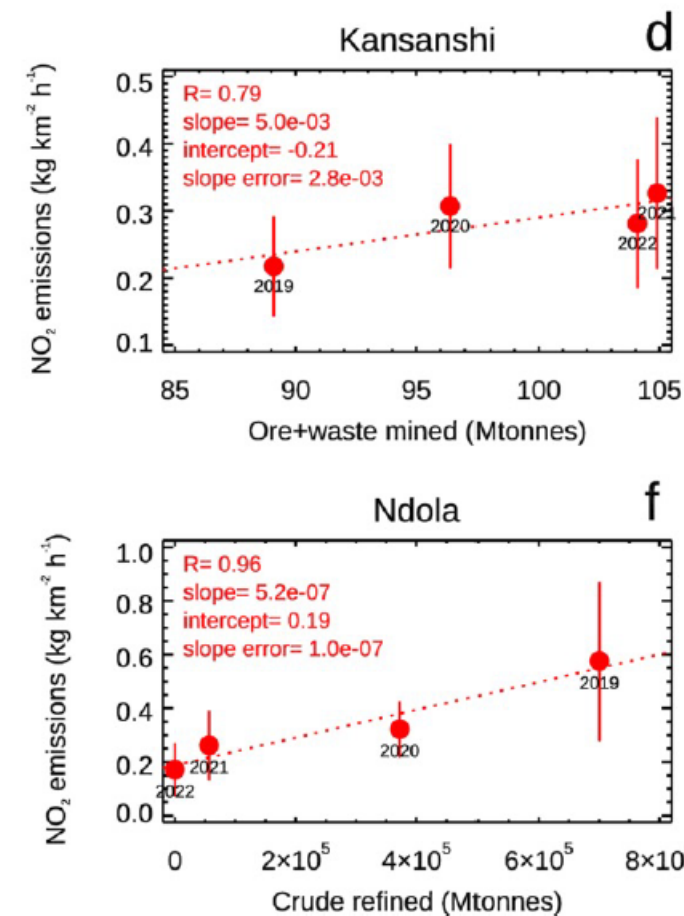 Kansanshi
d
R= 0.79
slope= 5.0e-03
intercept= -0.21
slope error= 2.8e-03
NO₂ emissions (kg km⁻² h⁻¹)
0.5
0.4
0.3
0.2
0.1
2019
2020
2022
2021
85 90 95 100 105
Ore+waste mined (Mtonnes)
Ndola
f
R= 0.96
slope= 5.2e-07
intercept= 0.19
slope error= 1.0e-07
NO₂ emissions (kg km⁻² h⁻¹)
1.0
0.8
0.6
0.4
0.2
0.0
2022
2021
2020
2019
0 2×10⁵ 4×10⁵ 6×10⁵ 8×10
Crude refined (Mtonnes)